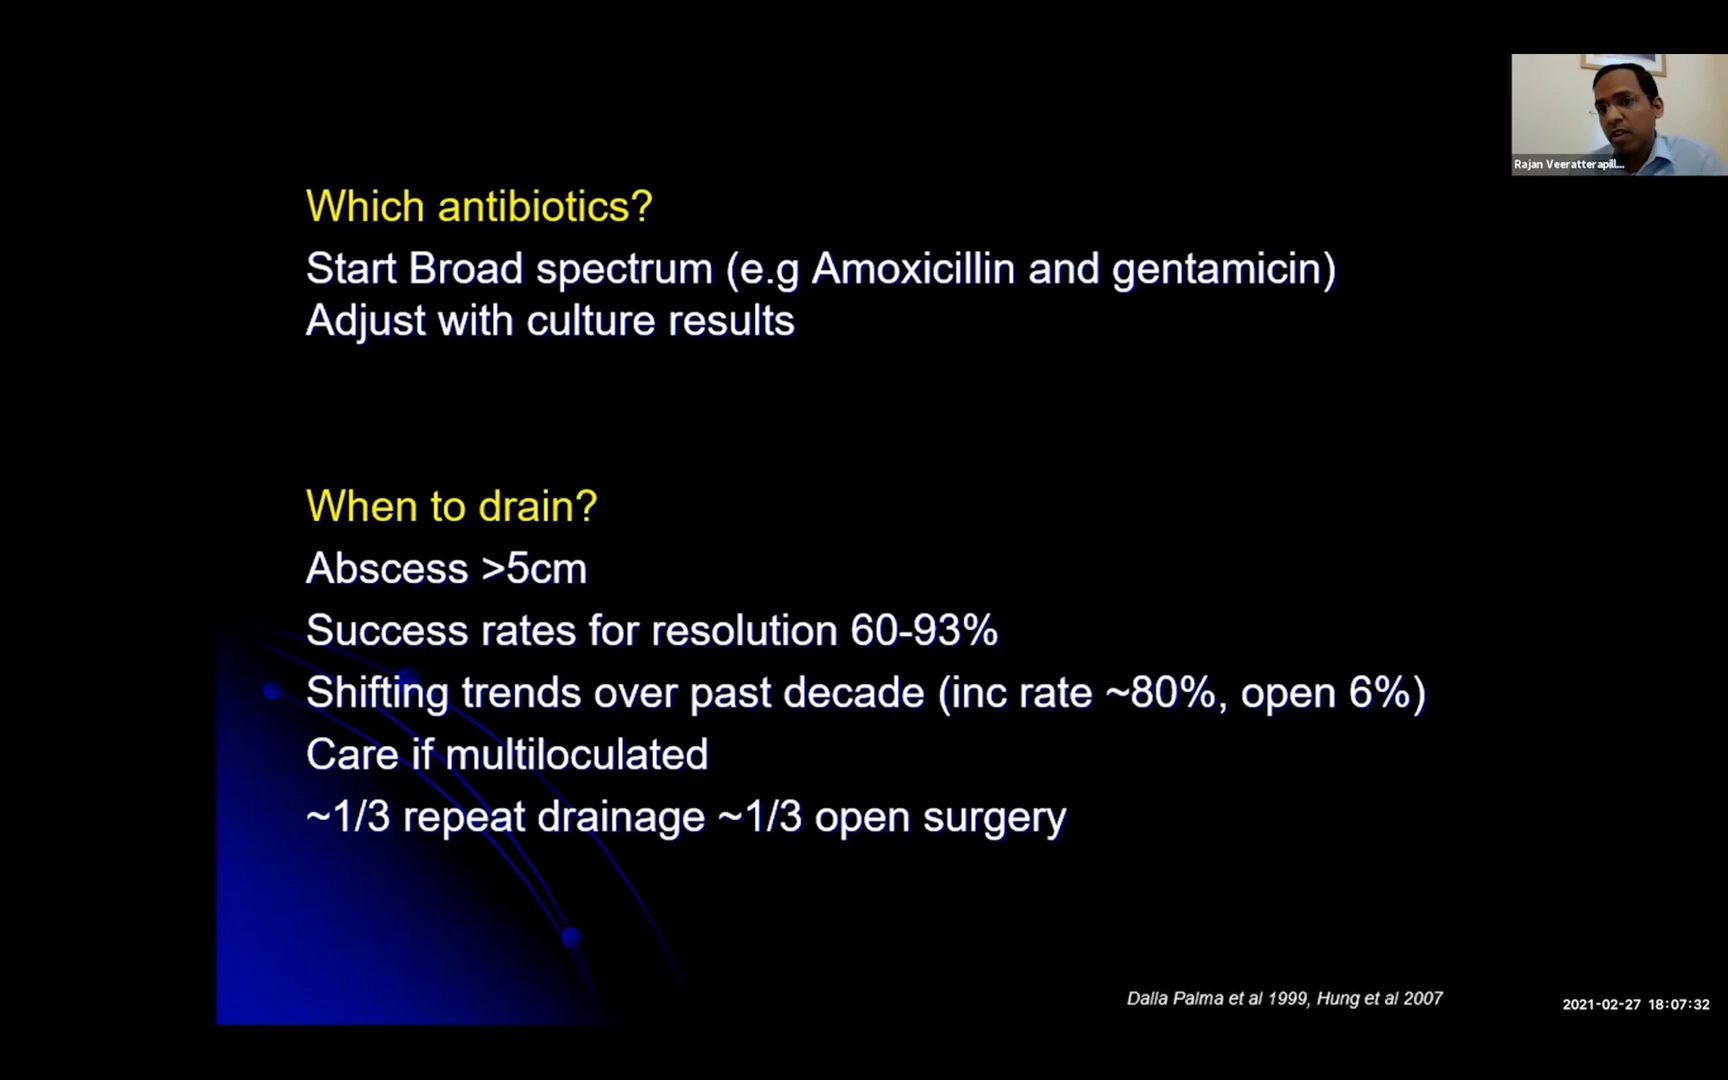 Rajan Veeratterapill...
Which antibiotics?
Start Broad spectrum (e.g Amoxicillin and gentamicin)
Adjust with culture results
When to drain?
Abscess >5cm
Success rates for resolution 60-93%
Shifting trends over past decade (inc rate ~80%, open 6%)
Care if multiloculated
~1/3 repeat drainage ~1/3 open surgery
Dalla Palma et al 1999, Hung et al 2007
2021-02-27 18:07:32